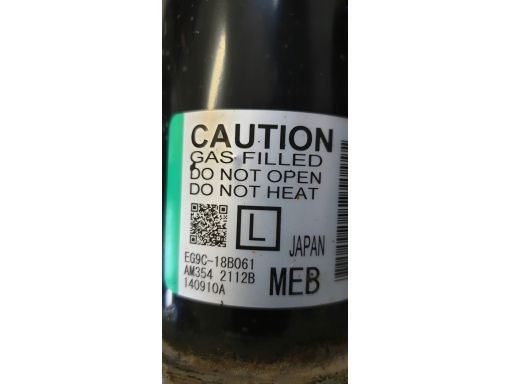 CAUTION
GAS FILLED
DO NOT OPEN
DO NOT HEAT
L
JAPAN
EG9C-18B061
AM354 2112B
MEB
140910A